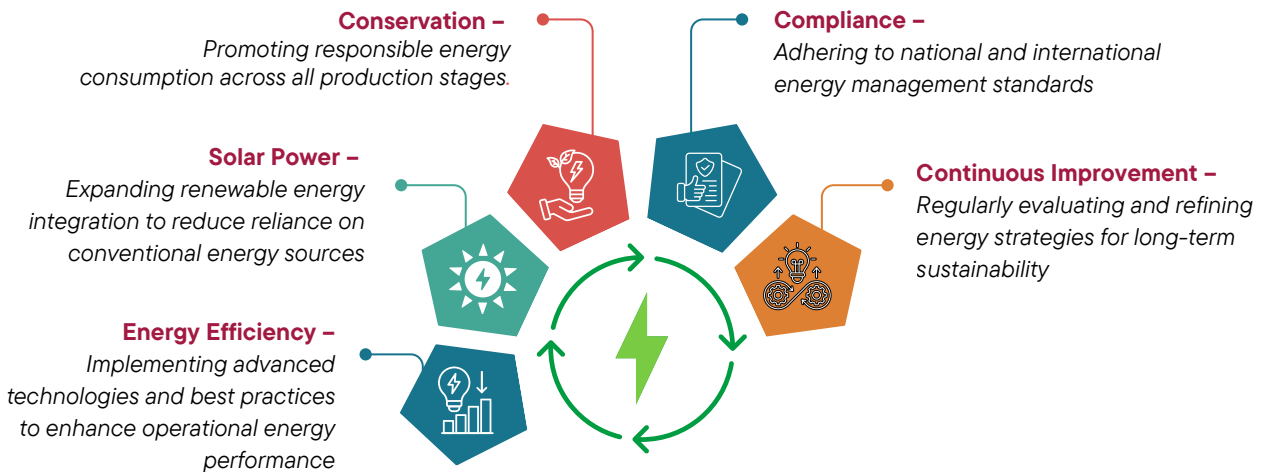 Conservation –
Promoting responsible energy
consumption across all production stages.
Compliance –
Adhering to national and international
energy management standards
Solar Power –
Expanding renewable energy
integration to reduce reliance on
conventional energy sources
Continuous Improvement –
Regularly evaluating and refining
energy strategies for long-term
sustainability
Energy Efficiency –
Implementing advanced
technologies and best practices
to enhance operational energy
performance